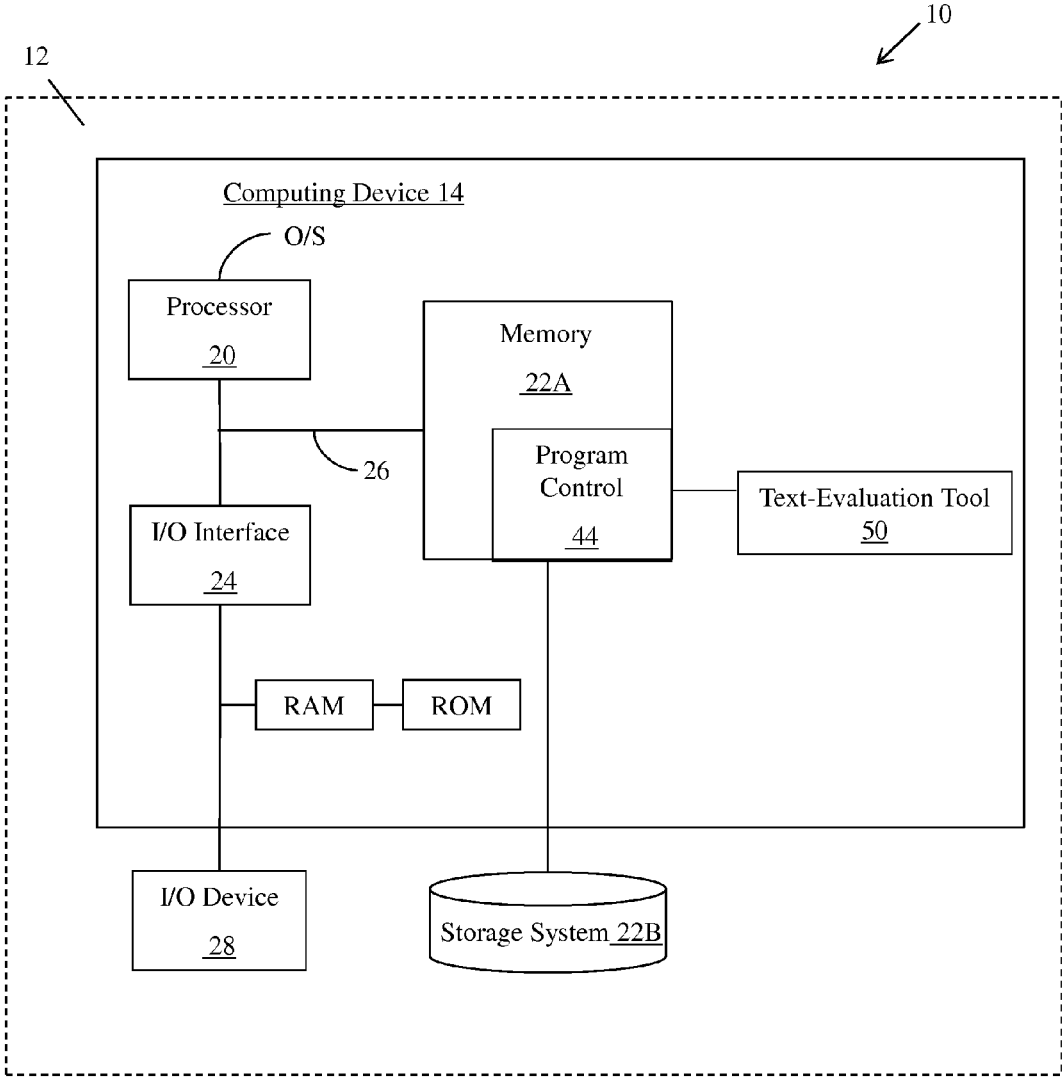 10
12
Computing Device 14
O/S
Processor
20
Memory
22A
26
Program
Control
44
Text-Evaluation Tool
50
I/O Interface
24
RAM
ROM
I/O Device
28
Storage System 22B